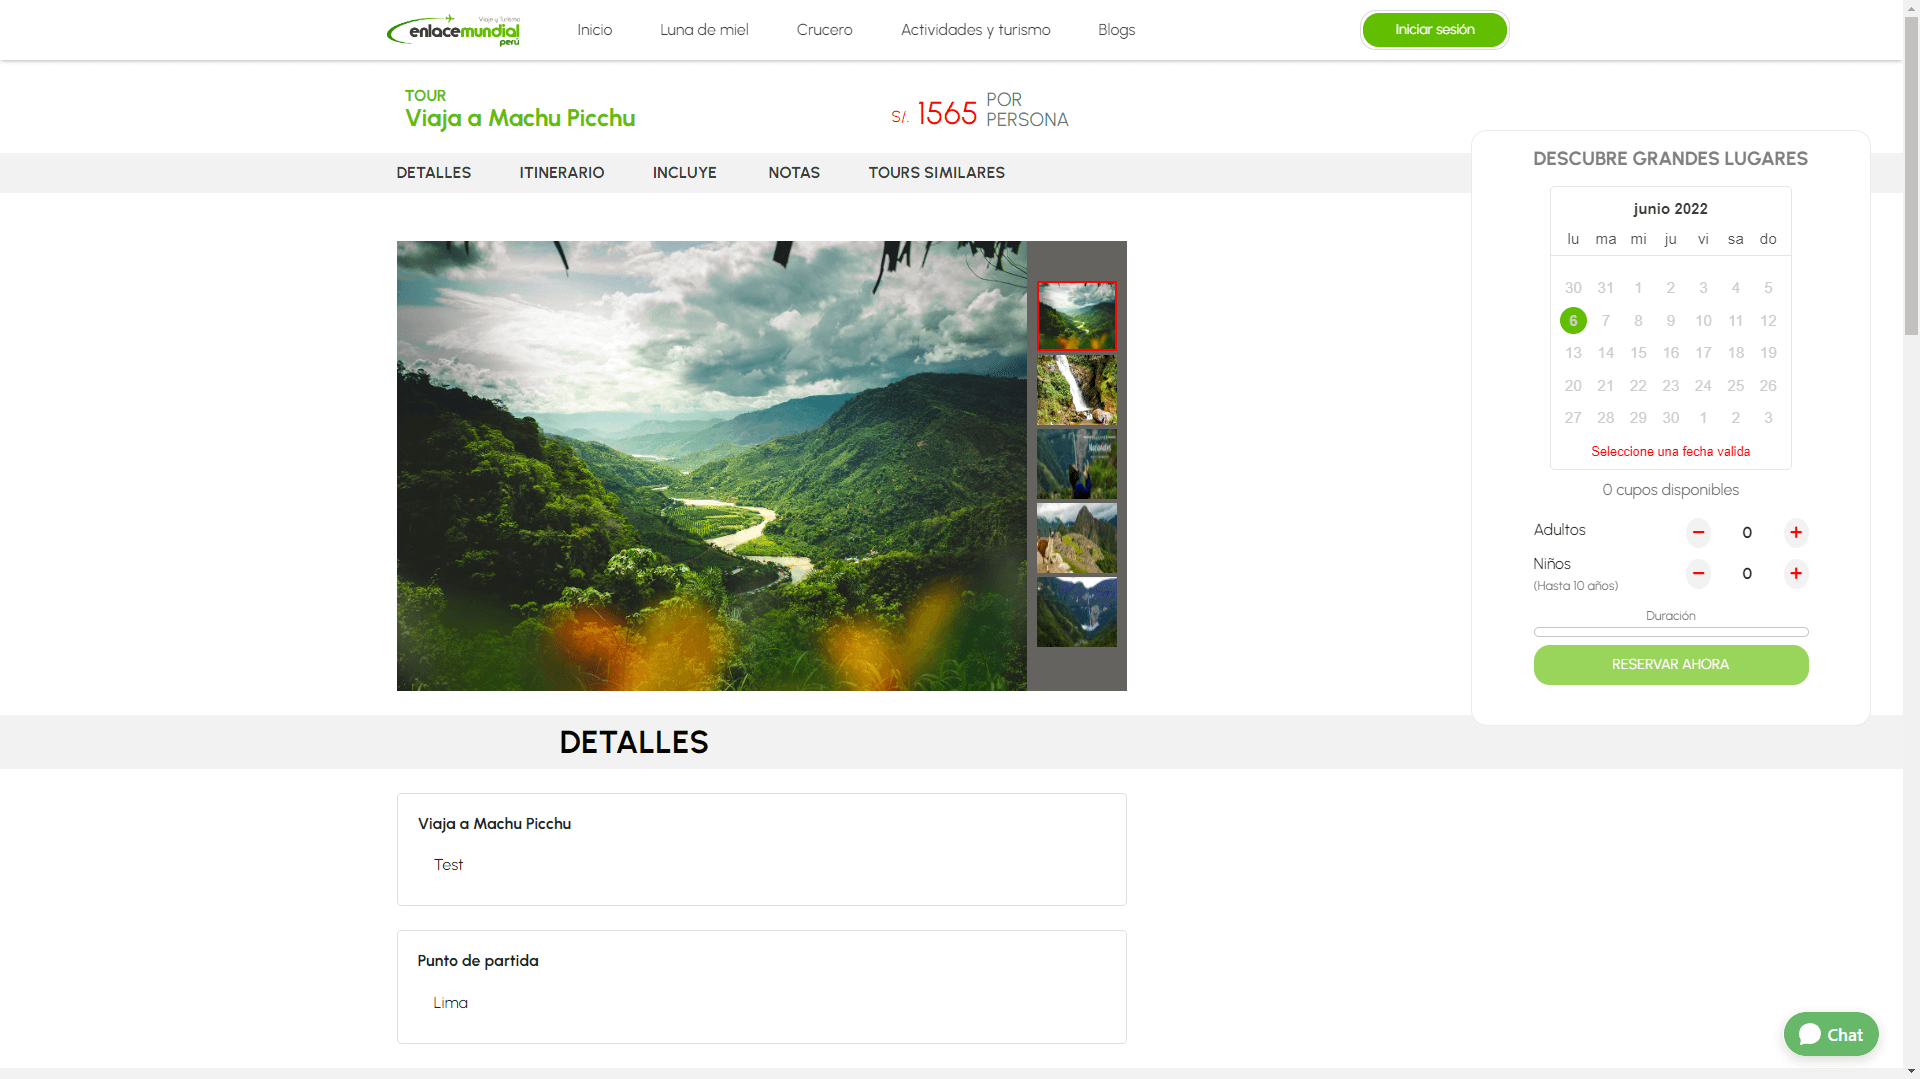 Viaje y Turismo
enlacemundial
perú
Inicio
Luna de miel
Crucero
Actividades y turismo
Blogs
Iniciar sesión
TOUR
Viaja a Machu Picchu
S/. 1565 POR PERSONA
DETALLES
ITINERARIO
INCLUYE
NOTAS
TOURS SIMILARES
DESCUBRE GRANDES LUGARES
junio 2022
lu ma mi ju vi sa do
30 31 1 2 3 4 5
6 7 8 9 10 11 12
13 14 15 16 17 18 19
20 21 22 23 24 25 26
27 28 29 30 1 2 3
Seleccione una fecha valida
0 cupos disponibles
Adultos
− 0 +
Niños
(Hasta 10 años)
− 0 +
Duración
RESERVAR AHORA
DETALLES
Viaja a Machu Picchu
Test
Punto de partida
Lima
Chat